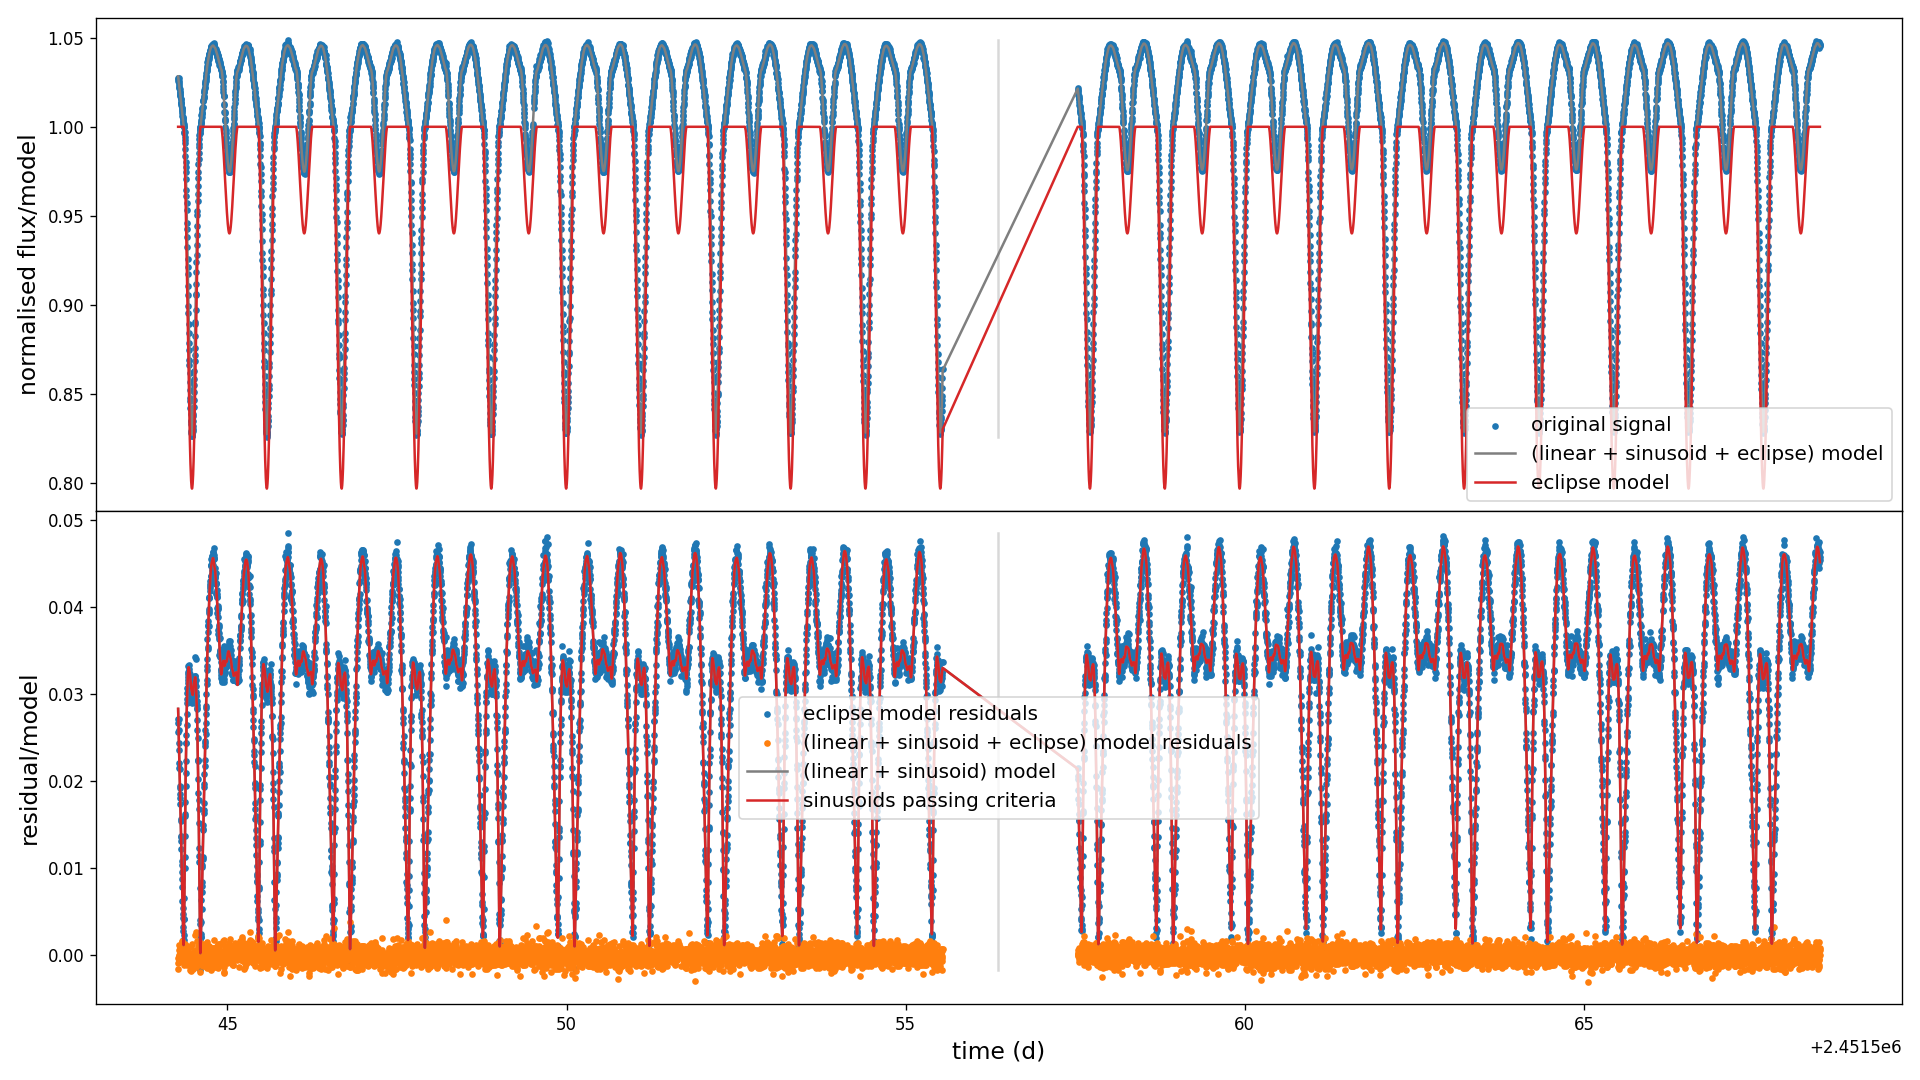 1.05
1.00
0.95
0.90
0.85
0.80
normalised flux/model
original signal
(linear + sinusoid + eclipse) model
eclipse model
0.05
0.04
0.03
0.02
0.01
0.00
residual/model
eclipse model residuals
(linear + sinusoid + eclipse) model residuals
(linear + sinusoid) model
sinusoids passing criteria
45
50
55
60
65
time (d)
+2.4515e6